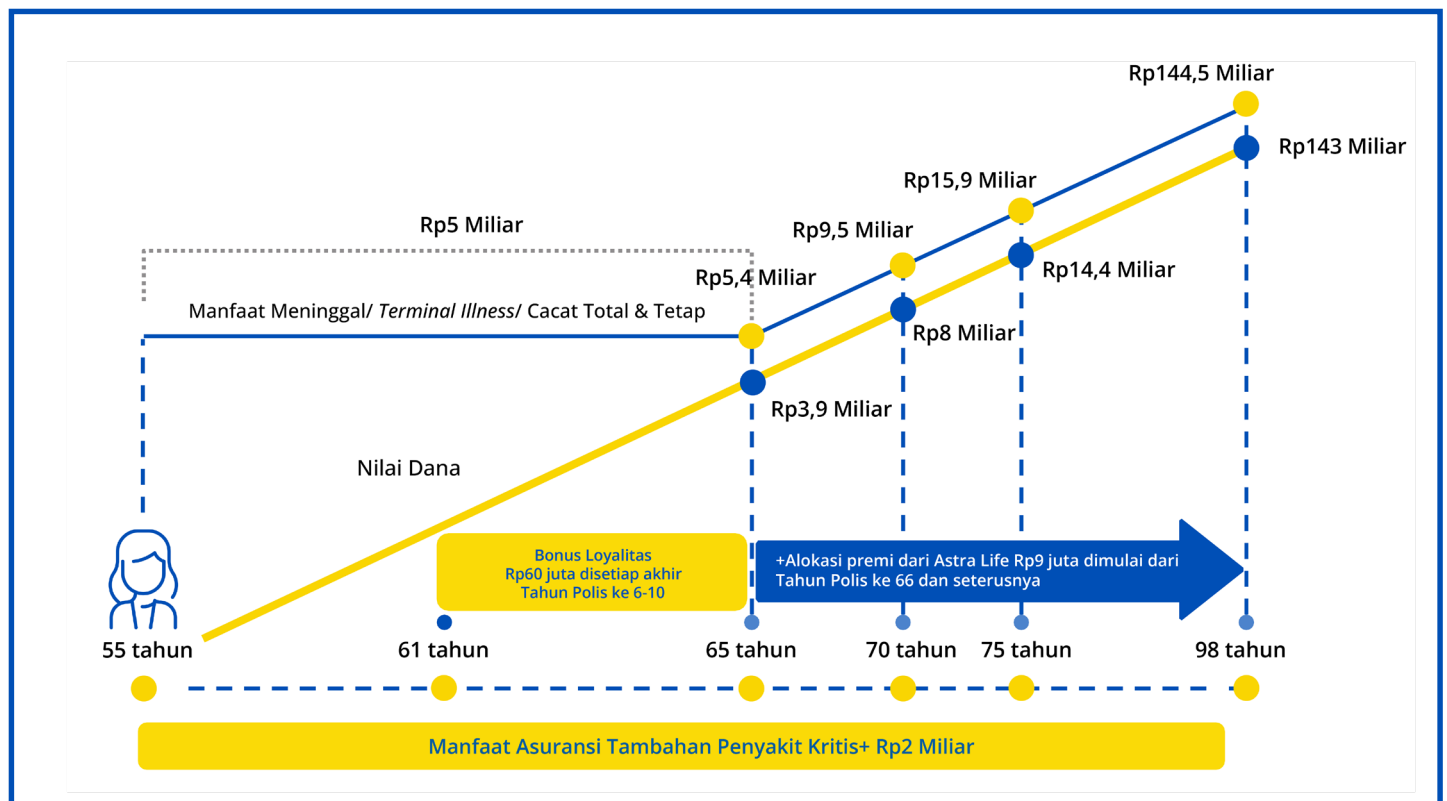 Rp144,5 Miliar
Rp143 Miliar
Rp15,9 Miliar
Rp5 Miliar
Rp9,5 Miliar
Rp14,4 Miliar
Rp5,4 Miliar
Manfaat Meninggal/ Terminal Illness/ Cacat Total & Tetap
Rp8 Miliar
Rp3,9 Miliar
Nilai Dana
Bonus Loyalitas
Rp60 juta disetiap akhir
Tahun Polis ke 6-10
+Alokasi premi dari Astra Life Rp9 juta dimulai dari
Tahun Polis ke 66 dan seterusnya
55 tahun
61 tahun
65 tahun
70 tahun
75 tahun
98 tahun
Manfaat Asuransi Tambahan Penyakit Kritis+ Rp2 Miliar